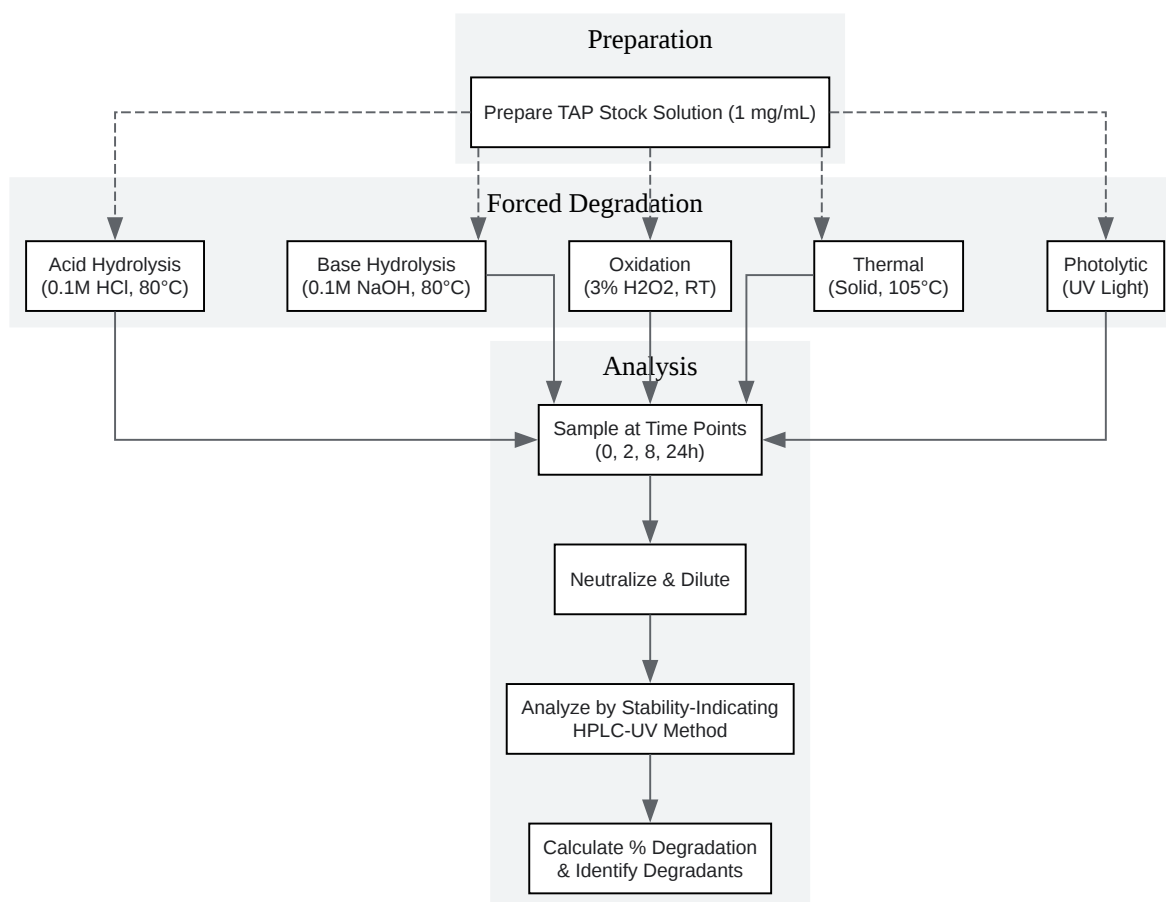 Preparation
Prepare TAP Stock Solution (1 mg/mL)
Forced Degradation
Acid Hydrolysis
(0.1M HCl, 80°C)
Base Hydrolysis
(0.1M NaOH, 80°C)
Oxidation
(3% H2O2, RT)
Thermal
(Solid, 105°C)
Photolytic
(UV Light)
Analysis
Sample at Time Points
(0, 2, 8, 24h)
Neutralize & Dilute
Analyze by Stability-Indicating
HPLC-UV Method
Calculate % Degradation
& Identify Degradants